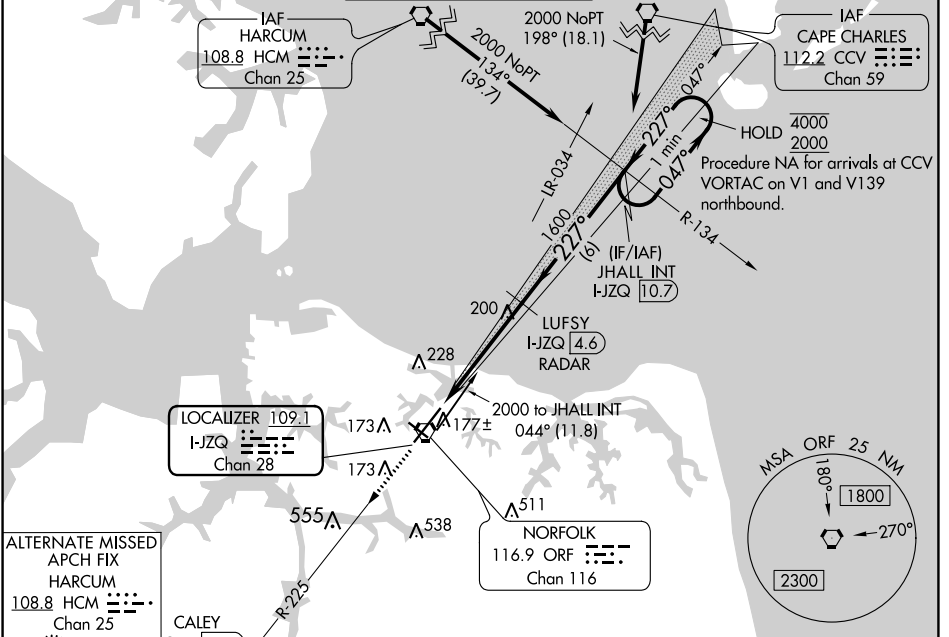 IAF
HARCUM
108.8 HCM
Chan 25
2000 NoPT
134°
(39.7)
2000 NoPT
198° (18.1)
IAF
CAPE CHARLES
112.2 CCV
Chan 59
047°
227°
1 min
047°
HOLD
4000
2000
Procedure NA for arrivals at CCV
VORTAC on V1 and V139
northbound.
LR-034
R-134
1600
227°
(6)
(IF/IAF)
JHALL INT
I-JZQ 10.7
200
LUFSY
I-JZQ 4.6
RADAR
228
2000 to JHALL INT
044° (11.8)
LOCALIZER 109.1
I-JZQ
Chan 28
173
177±
173
555
538
511
NORFOLK
116.9 ORF
Chan 116
MSA ORF 25 NM
180°
1800
270°
2300
ALTERNATE MISSED
APCH FIX
HARCUM
108.8 HCM
Chan 25
CALEY
R-225